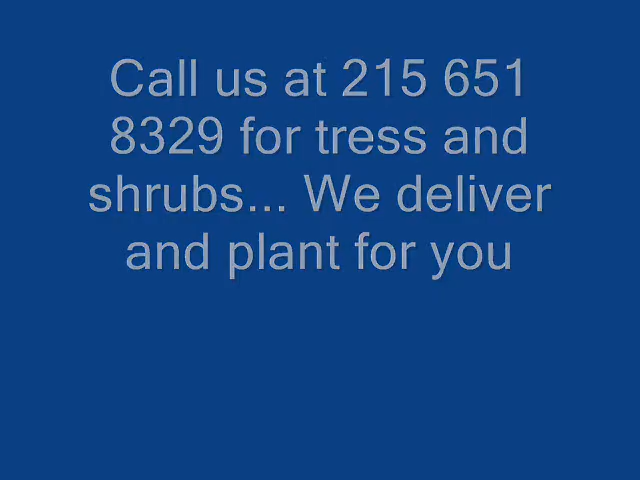 Call us at 215 651
8329 for tress and
shrubs... We deliver
and plant for you